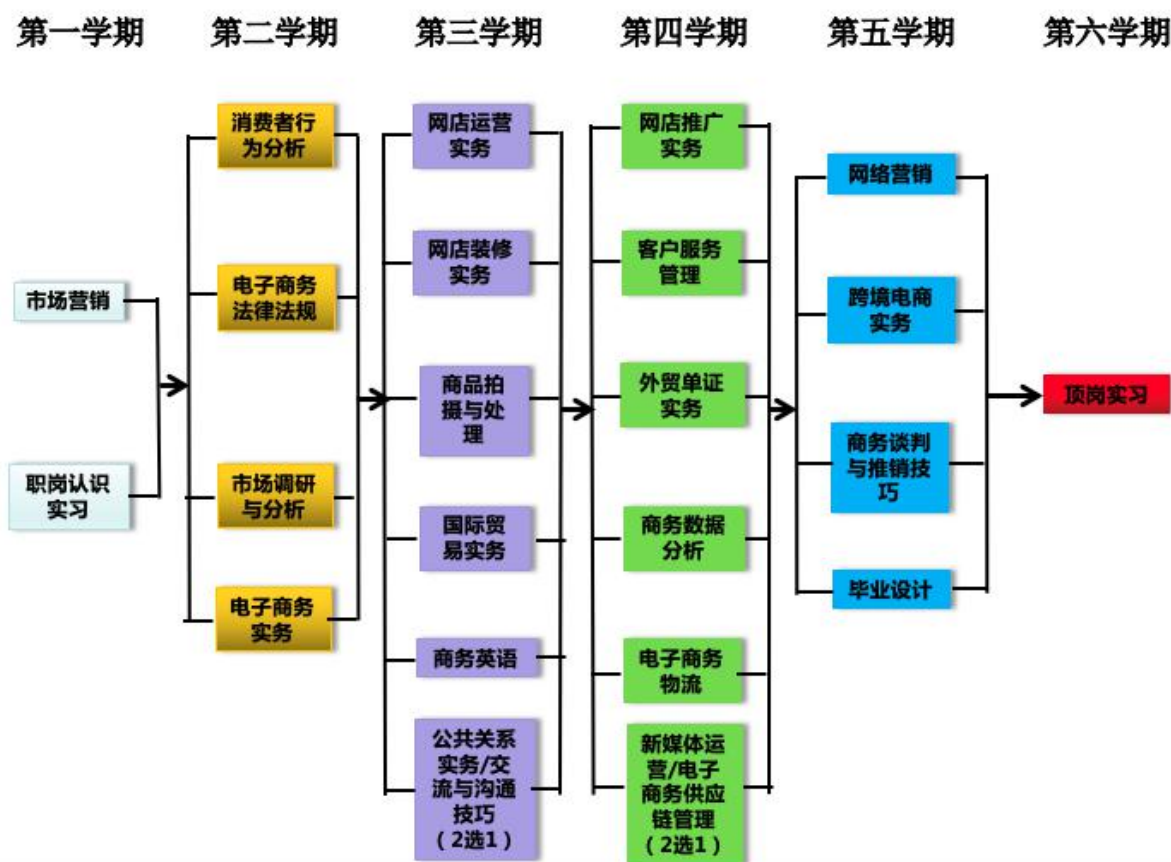 第一学期 第二学期 第三学期 第四学期 第五学期 第六学期
市场营销
职岗认识
实习
消费者行
为分析
电子商务
法律法规
市场调研
与分析
电子商务
实务
网店运营
实务
网店装修
实务
商品拍
摄与处
理
国际贸
易实务
商务英语
公共关系
实务/交
流与沟通
技巧
(2选1)
网店推广
实务
客户服务
管理
外贸单证
实务
商务数据
分析
电子商务
物流
新媒体运
营/电子
商务供应
链管理
(2选1)
网络营销
跨境电商
实务
商务谈判
与推销技
巧
毕业设计
顶岗实习